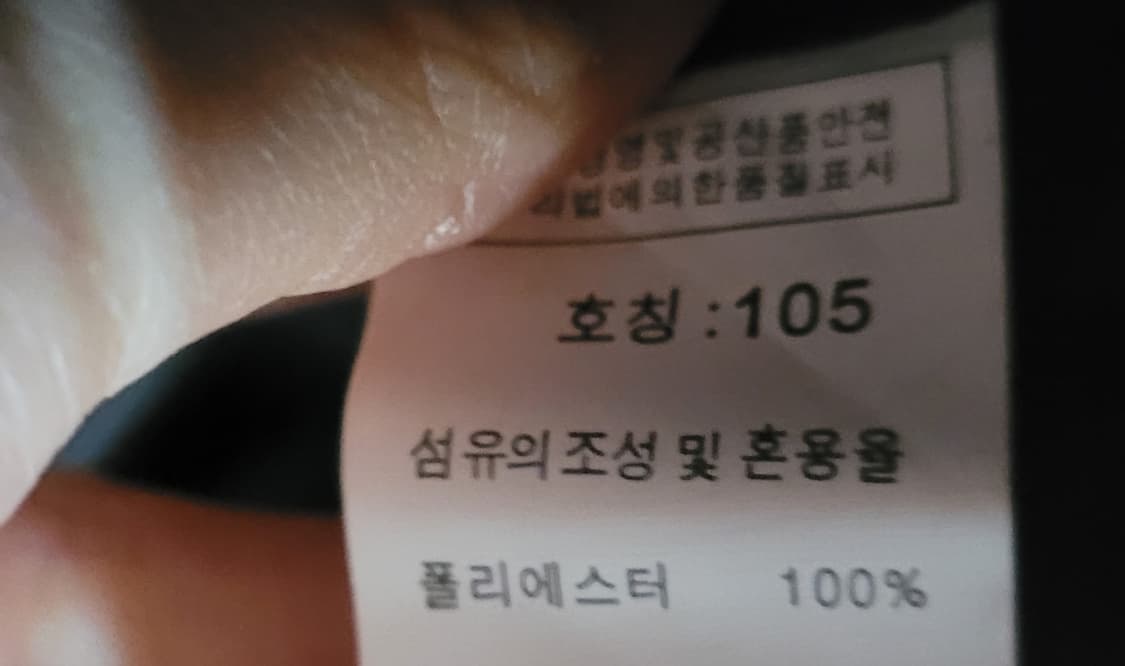 및공산품안전
법에의한품질표시
호칭 :105
섬유의 조성 및 혼용율
폴리에스터 100%